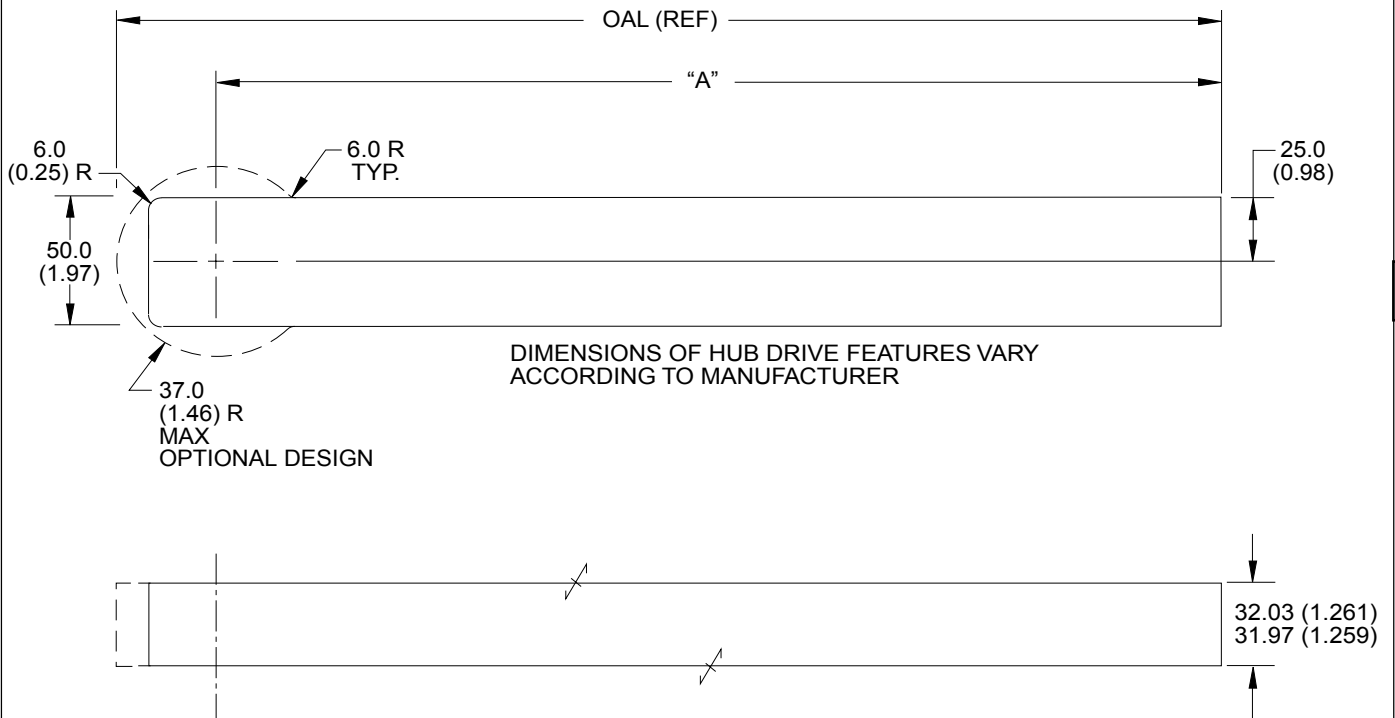 OAL (REF)
“A”
6.0
(0.25) R
6.0 R
TYP.
25.0
(0.98)
50.0
(1.97)
DIMENSIONS OF HUB DRIVE FEATURES VARY
ACCORDING TO MANUFACTURER
37.0
(1.46) R
MAX
OPTIONAL DESIGN
32.03 (1.261)
31.97 (1.259)